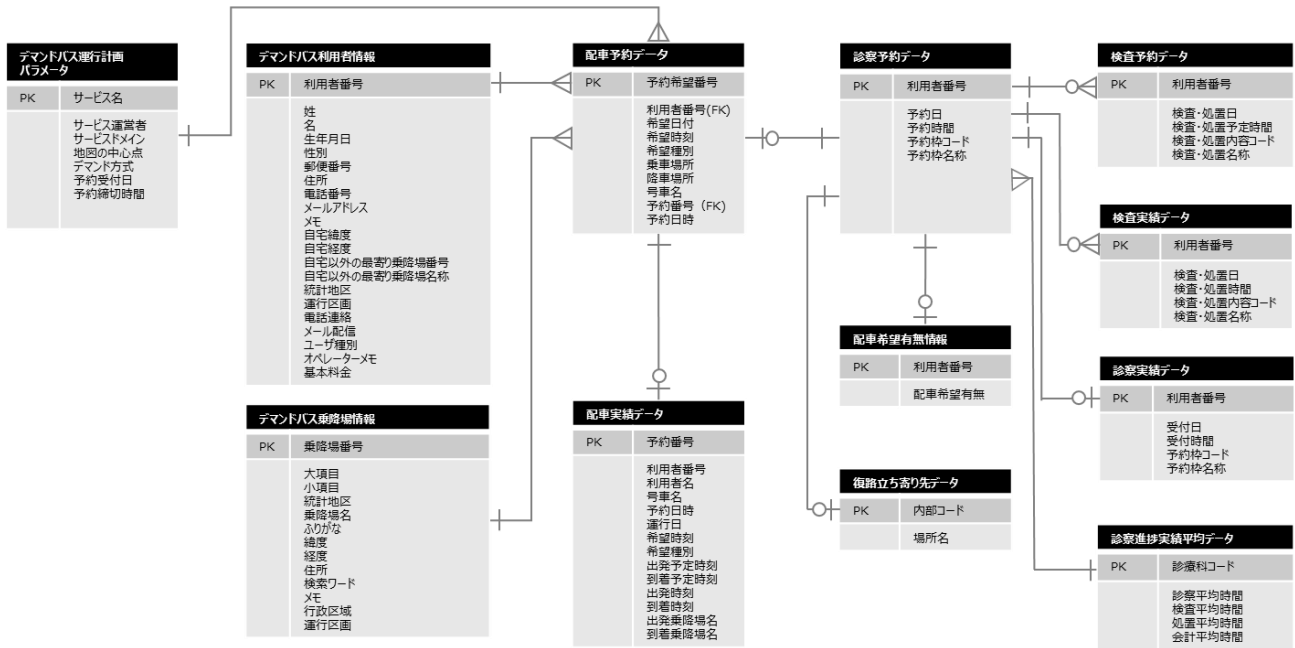 デマンドバス運行計画
パラメータ
PK サービス名
サービス運営者
サービスドメイン
地図の中心点
デマンド方式
予約受付日
予約締切時間
デマンドバス利用者情報
PK 利用者番号
姓
名
生年月日
性別
郵便番号
住所
電話番号
メールアドレス
メモ
自宅緯度
自宅経度
自宅以外の最寄り乗降場番号
自宅以外の最寄り乗降場名称
統計地区
運行区画
電話連絡
メール配信
ユーザ種別
オペレーターメモ
基本料金
デマンドバス乗降場情報
PK 乗降場番号
大項目
小項目
統計地区
乗降場名
ふりがな
緯度
経度
住所
検索ワード
メモ
行政区域
運行区画
配車予約データ
PK 予約希望番号
利用者番号(FK)
希望日付
希望時刻
希望種別
乗車場所
降車場所
号車名
予約番号（FK）
予約日時
配車実績データ
PK 予約番号
利用者番号
利用者名
号車名
予約日時
運行日
希望時刻
希望種別
出発予定時刻
到着予定時刻
出発時刻
到着時刻
出発乗降場名
到着乗降場名
診察予約データ
PK 利用者番号
予約日
予約時間
予約枠コード
予約枠名称
配車希望有無情報
PK 利用者番号
配車希望有無
復路立ち寄り先データ
PK 内部コード
場所名
検査予約データ
PK 利用者番号
検査・処置日
検査・処置予定時間
検査・処置内容コード
検査・処置名称
検査実績データ
PK 利用者番号
検査・処置日
検査・処置時間
検査・処置内容コード
検査・処置名称
診察実績データ
PK 利用者番号
受付日
受付時間
予約枠コード
予約枠名称
診察進捗実績平均データ
PK 診療科コード
診察平均時間
検査平均時間
処置平均時間
会計平均時間